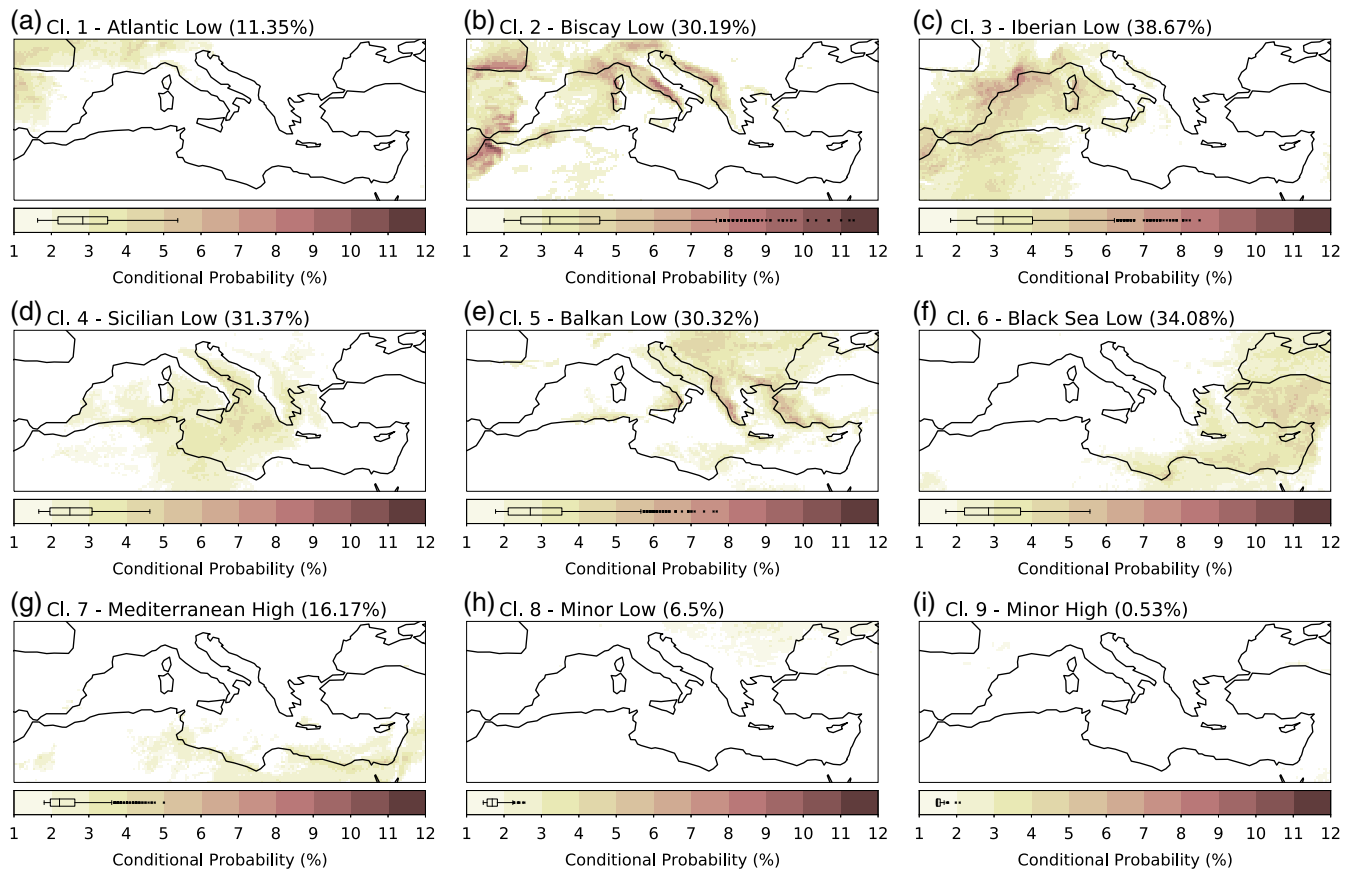 (a) Cl. 1 - Atlantic Low (11.35%)
(b) Cl. 2 - Biscay Low (30.19%)
(c) Cl. 3 - Iberian Low (38.67%)
1 2 3 4 5 6 7 8 9 10 11 12
1 2 3 4 5 6 7 8 9 10 11 12
1 2 3 4 5 6 7 8 9 10 11 12
Conditional Probability (%)
Conditional Probability (%)
Conditional Probability (%)
(d) Cl. 4 - Sicilian Low (31.37%)
(e) Cl. 5 - Balkan Low (30.32%)
(f) Cl. 6 - Black Sea Low (34.08%)
1 2 3 4 5 6 7 8 9 10 11 12
1 2 3 4 5 6 7 8 9 10 11 12
1 2 3 4 5 6 7 8 9 10 11 12
Conditional Probability (%)
Conditional Probability (%)
Conditional Probability (%)
(g) Cl. 7 - Mediterranean High (16.17%)
(h) Cl. 8 - Minor Low (6.5%)
(i) Cl. 9 - Minor High (0.53%)
1 2 3 4 5 6 7 8 9 10 11 12
1 2 3 4 5 6 7 8 9 10 11 12
1 2 3 4 5 6 7 8 9 10 11 12
Conditional Probability (%)
Conditional Probability (%)
Conditional Probability (%)